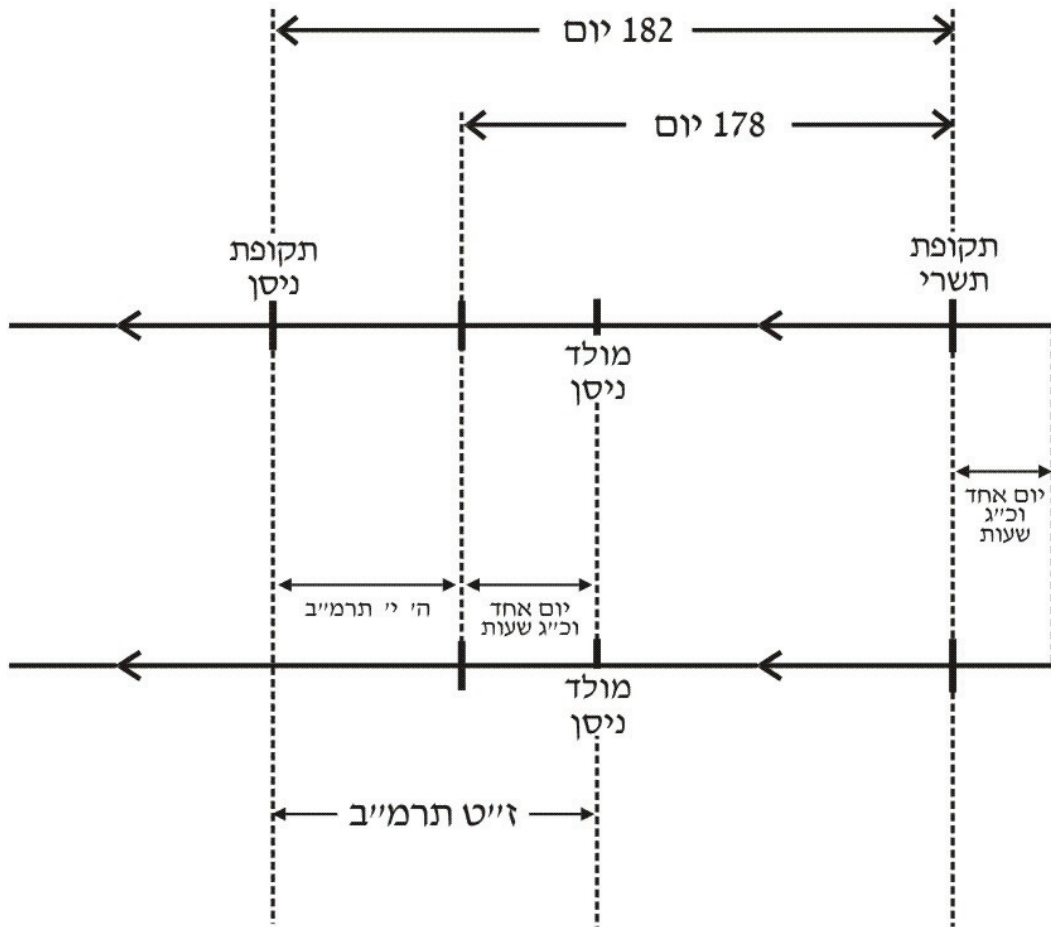 182 יום
178 יום
תקופת
תשרי
תקופת
ניסן
מולד
ניסן
יום אחד
וכ״ג
שעות
יום אחד
וכ״ג שעות
ה׳ י׳ תרמ״ב
מולד
ניסן
ז״ט תרמ״ב